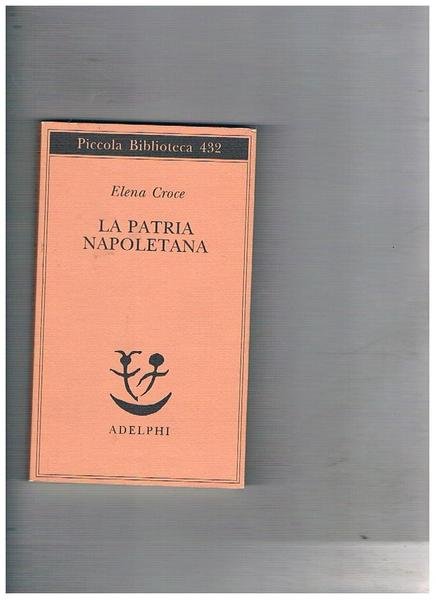 Piccola Biblioteca 432
Elena Croce
LA PATRIA
NAPOLETANA
ADELPHI